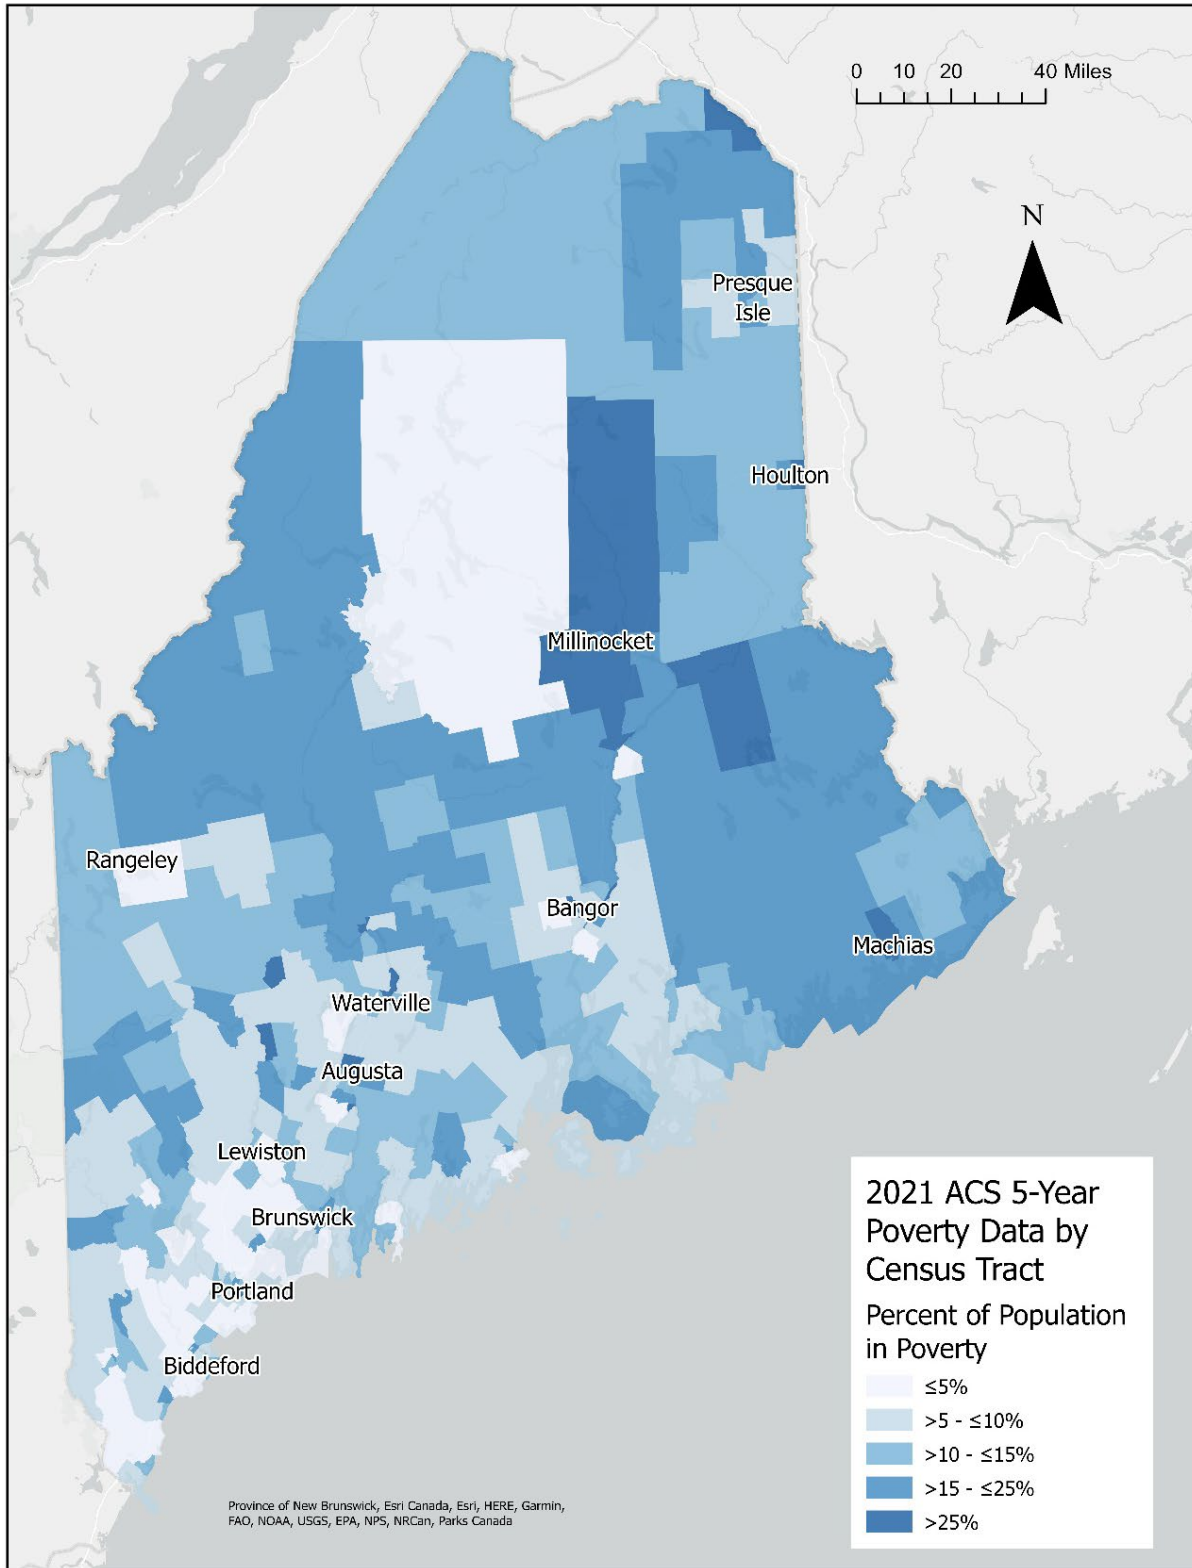 0 10 20 40 Miles
N
Presque
Isle
Houlton
Millinocket
Rangeley
Bangor
Machias
Waterville
Augusta
Lewiston
Brunswick
Portland
Biddeford
2021 ACS 5-Year
Poverty Data by
Census Tract
Percent of Population
in Poverty
≤5%
>5 - ≤10%
>10 - ≤15%
>15 - ≤25%
>25%
Province of New Brunswick, Esri Canada, Esri, HERE, Garmin,
FAO, NOAA, USGS, EPA, NPS, NRCan, Parks Canada